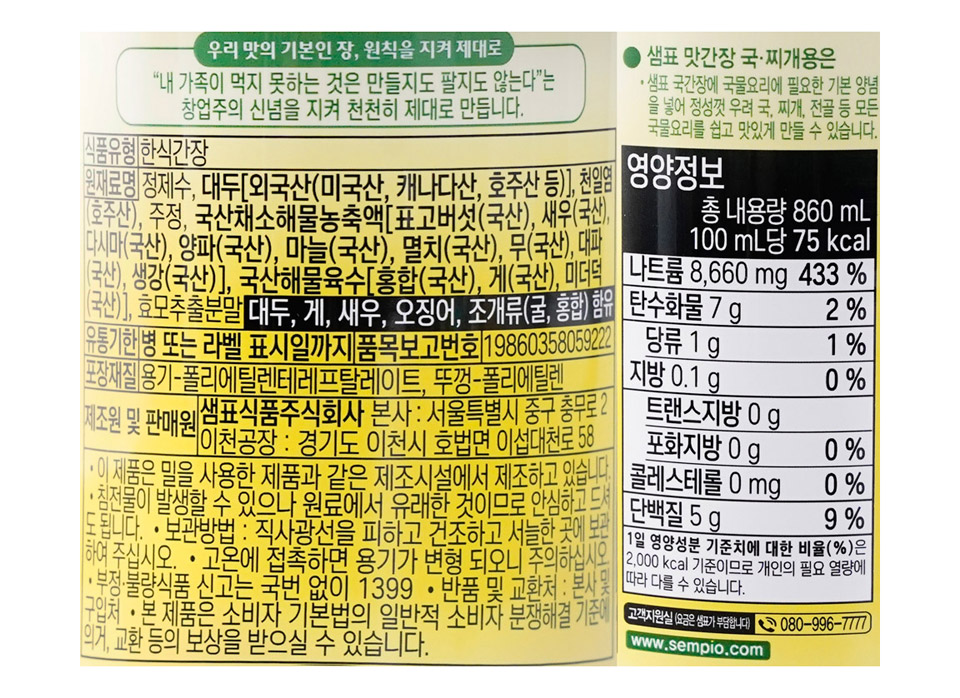 우리 맛의 기본인 장, 원칙을 지켜 제대로
“내 가족이 먹지 못하는 것은 만들지도 팔지도 않는다”는
창업주의 신념을 지켜 천천히 제대로 만듭니다.
식품유형 한식간장
원재료명 정제수, 대두[외국산(미국산, 캐나다산, 호주산 등)], 천일염
(호주산), 주정, 국산채소해물농축액[표고버섯(국산), 새우(국산),
다시마(국산), 양파(국산), 마늘(국산), 멸치(국산), 무(국산), 대파
(국산), 생강(국산)], 국산해물육수[홍합(국산), 게(국산), 미더덕
(국산)], 효모추출분말 대두, 게, 새우, 오징어, 조개류(굴, 홍합) 함유
유통기한 병 또는 라벨 표시일까지 품목보고번호 19860358059222
포장재질 용기-폴리에틸렌테레프탈레이트, 뚜껑-폴리에틸렌
제조원 및 판매원 샘표식품주식회사 본사 : 서울특별시 중구 충무로 2
이천공장 : 경기도 이천시 호법면 이섭대천로 58
• 이 제품은 밀을 사용한 제품과 같은 제조시설에서 제조하고 있습니다.
• 침전물이 발생할 수 있으나 원료에서 유래한 것이므로 안심하고 드셔
도 됩니다. • 보관방법 : 직사광선을 피하고 건조하고 서늘한 곳에 보관
하여 주십시오. • 고온에 접촉하면 용기가 변형 되오니 주의하십시오.
• 부정·불량식품 신고는 국번 없이 1399 • 반품 및 교환처 : 본사 및
구입처 • 본 제품은 소비자 기본법의 일반적 소비자 분쟁해결 기준에
의거, 교환 등의 보상을 받으실 수 있습니다.
● 샘표 맛간장 국·찌개용은
• 샘표 국간장에 국물요리에 필요한 기본 양념
을 넣어 정성껏 우려 국, 찌개, 전골 등 모든
국물요리를 쉽고 맛있게 만들 수 있습니다.
영양정보
총 내용량 860 mL
100 mL당 75 kcal
나트륨 8,660 mg 433 %
탄수화물 7 g 2 %
당류 1 g 1 %
지방 0.1 g 0 %
트랜스지방 0 g
포화지방 0 g 0 %
콜레스테롤 0 mg 0 %
단백질 5 g 9 %
1일 영양성분 기준치에 대한 비율(%)은
2,000 kcal 기준이므로 개인의 필요 열량에
따라 다를 수 있습니다.
고객지원실 (요금은 샘표가 부담합니다) 080-996-7777
www.sempio.com